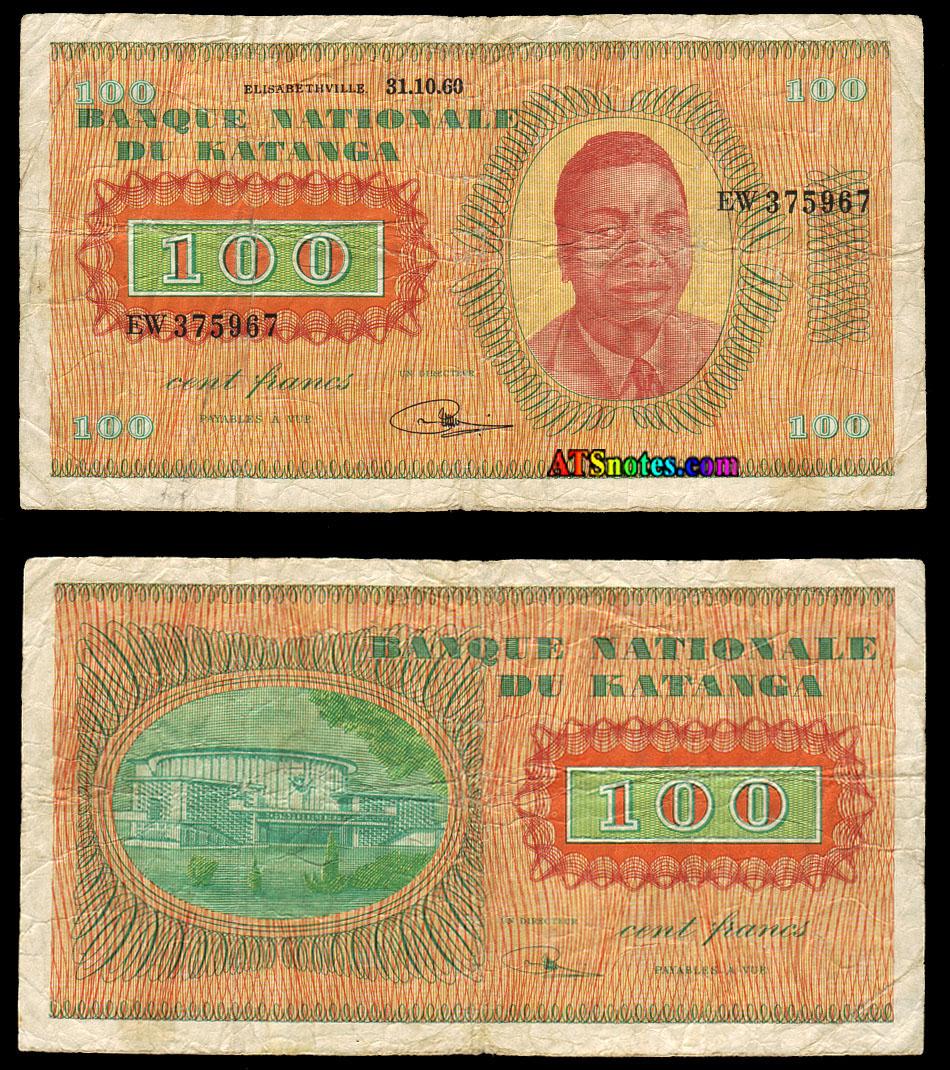 100
ELISABETHVILLE, 31.10.60
100
BANQUE NATIONALE
DU KATANGA
EW 375967
100
EW 375967
cent francs
UN DIRECTEUR
PAYABLES A VUE
100
100
ATSnotes.com
BANQUE NATIONALE
DU KATANGA
100
UN DIRECTEUR
cent francs
PAYABLES A VUE